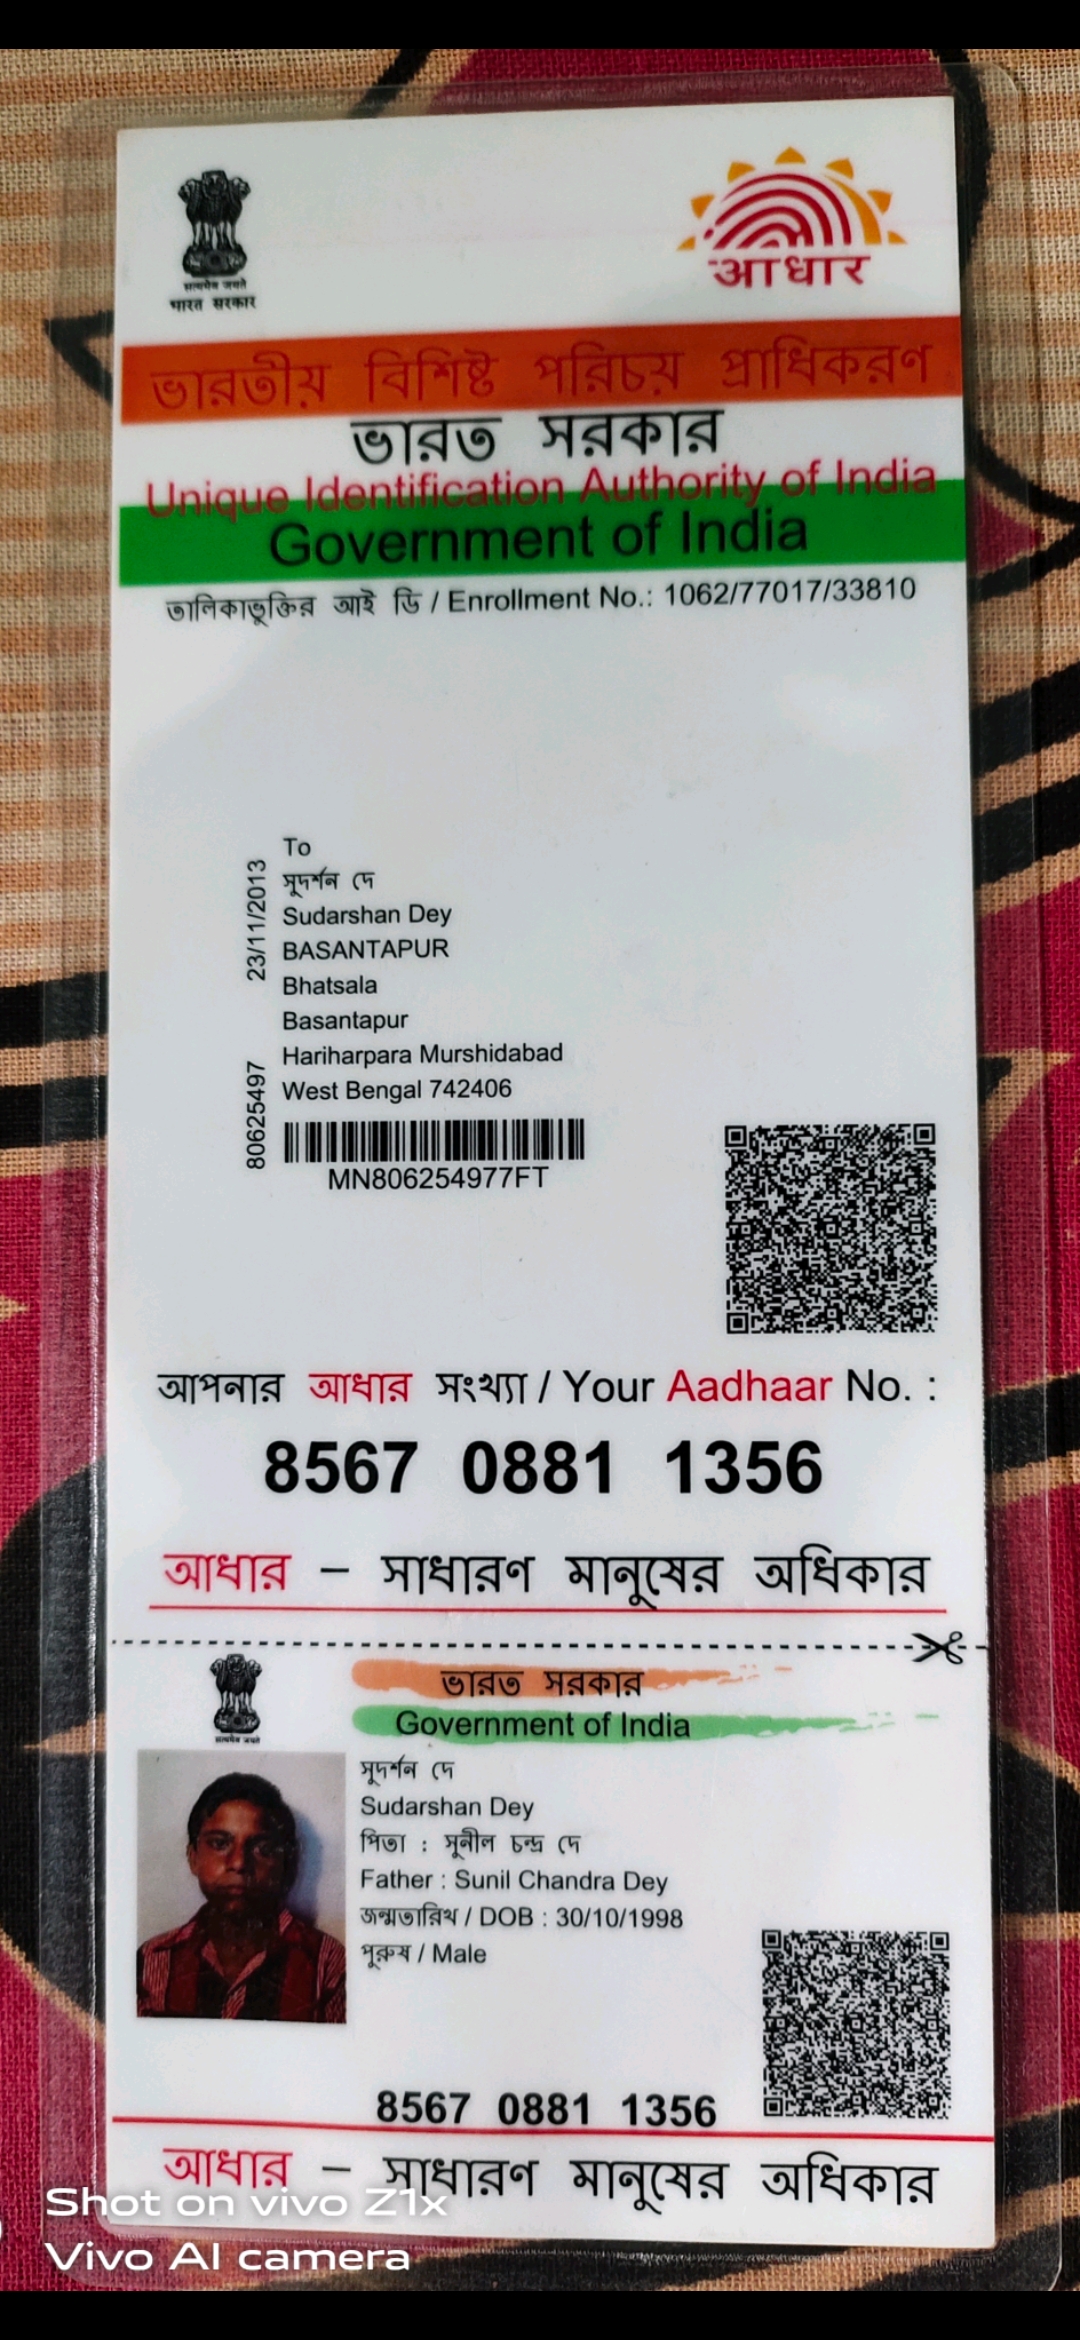 सत्यमेव जयते
भारत सरकार
आधार
ভারতীয় বিশিষ্ট পরিচয় প্রাধিকরণ
ভারত সরকার
Unique Identification Authority of India
Government of India
তালিকাভুক্তির আই ডি / Enrollment No.: 1062/77017/33810
To
সুদর্শন দে
Sudarshan Dey
BASANTAPUR
Bhatsala
Basantapur
Hariharpara Murshidabad
West Bengal 742406
23/11/2013
80625497
MN806254977FT
আপনার আধার সংখ্যা / Your Aadhaar No. :
8567 0881 1356
আধার – সাধারণ মানুষের অধিকার
ভারত সরকার
Government of India
सत्यमेव जयते
সুদর্শন দে
Sudarshan Dey
পিতা : সুনীল চন্দ্র দে
Father : Sunil Chandra Dey
জন্মতারিখ / DOB : 30/10/1998
পুরুষ / Male
8567 0881 1356
আধার – সাধারণ মানুষের অধিকার
Shot on vivo Z1x
Vivo AI camera